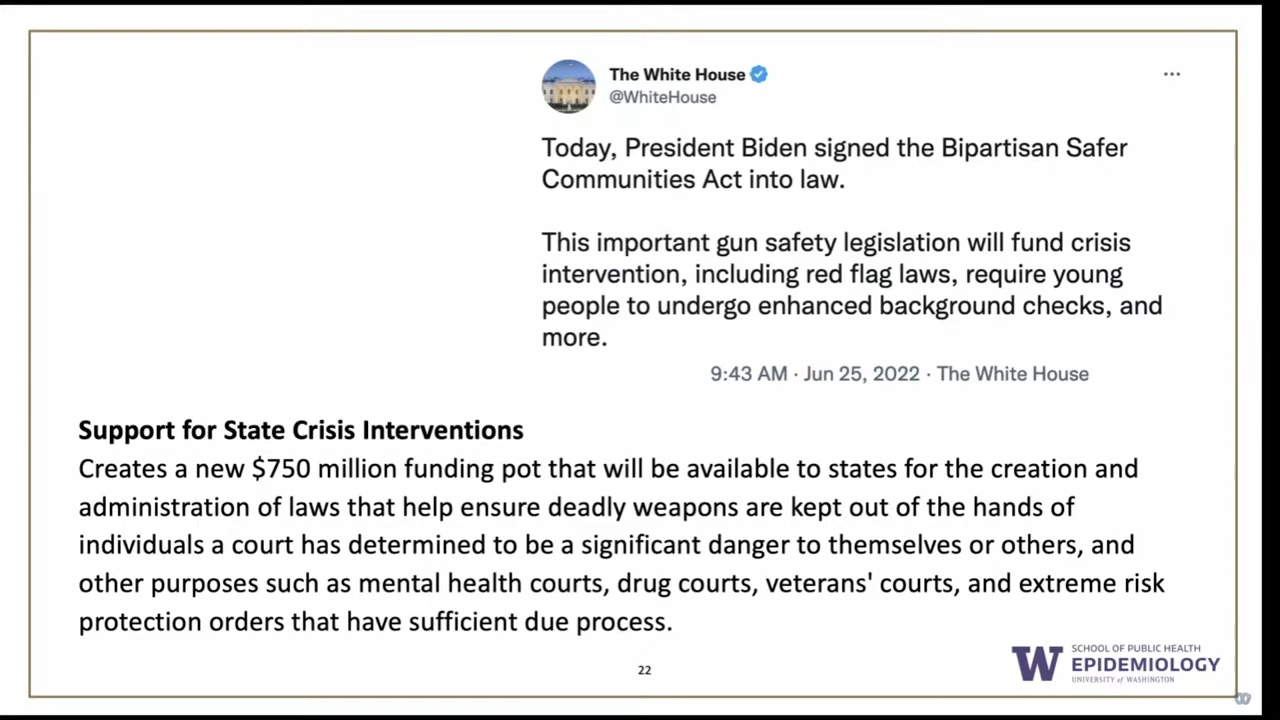 The White House
@WhiteHouse
...
Today, President Biden signed the Bipartisan Safer
Communities Act into law.
This important gun safety legislation will fund crisis
intervention, including red flag laws, require young
people to undergo enhanced background checks, and
more.
9:43 AM · Jun 25, 2022 · The White House
Support for State Crisis Interventions
Creates a new $750 million funding pot that will be available to states for the creation and
administration of laws that help ensure deadly weapons are kept out of the hands of
individuals a court has determined to be a significant danger to themselves or others, and
other purposes such as mental health courts, drug courts, veterans' courts, and extreme risk
protection orders that have sufficient due process.
22
W
SCHOOL OF PUBLIC HEALTH
EPIDEMIOLOGY
UNIVERSITY of WASHINGTON